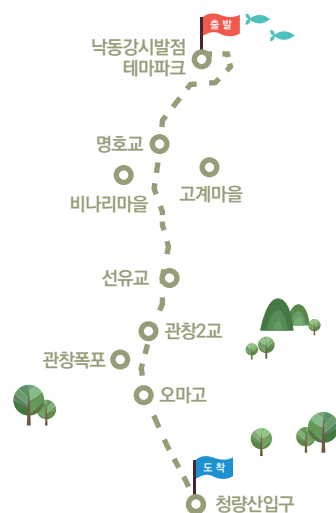 출발
낙동강시발점
테마파크
명호교
비나리마을
고계마을
선유교
관창2교
관창폭포
오마고
도착
청량산입구